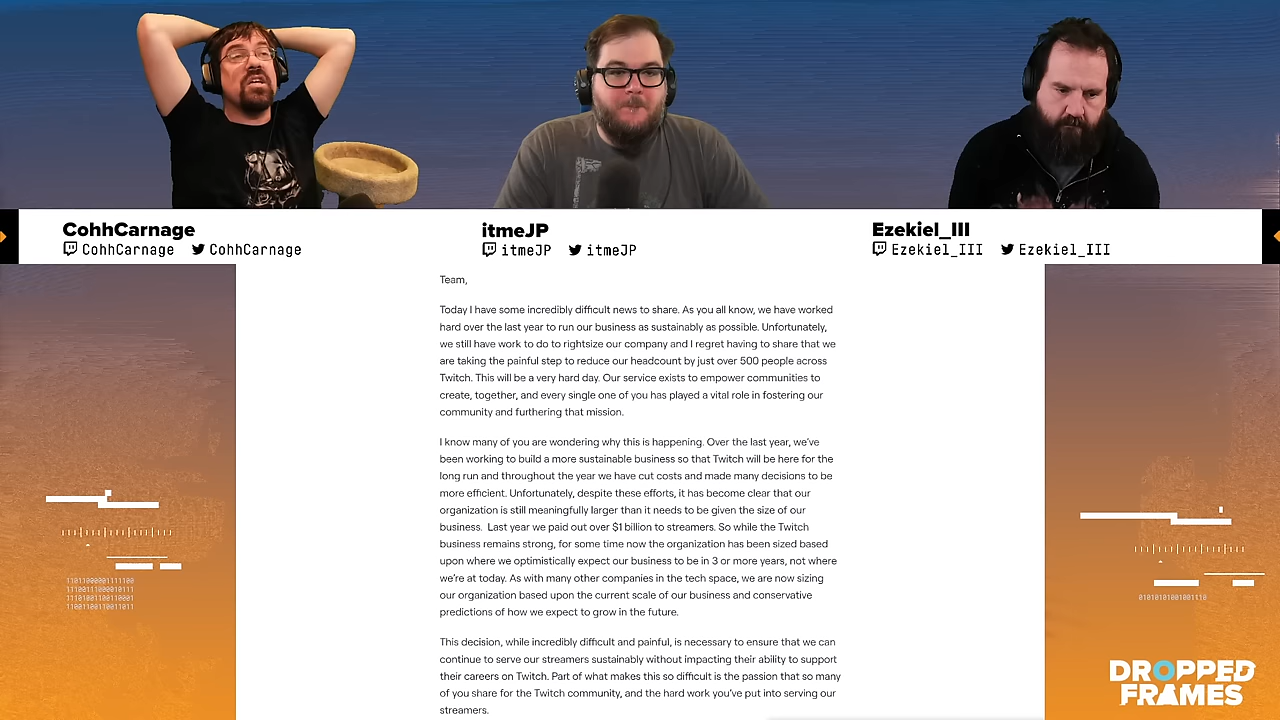 CohhCarnage
CohhCarnage CohhCarnage
itmeJP
itmeJP itmeJP
Ezekiel_III
Ezekiel_III Ezekiel_III
Team,
Today I have some incredibly difficult news to share. As you all know, we have worked
hard over the last year to run our business as sustainably as possible. Unfortunately,
we still have work to do to rightsize our company and I regret having to share that we
are taking the painful step to reduce our headcount by just over 500 people across
Twitch. This will be a very hard day. Our service exists to empower communities to
create, together, and every single one of you has played a vital role in fostering our
community and furthering that mission.
I know many of you are wondering why this is happening. Over the last year, we've
been working to build a more sustainable business so that Twitch will be here for the
long run and throughout the year we have cut costs and made many decisions to be
more efficient. Unfortunately, despite these efforts, it has become clear that our
organization is still meaningfully larger than it needs to be given the size of our
business. Last year we paid out over $1 billion to streamers. So while the Twitch
business remains strong, for some time now the organization has been sized based
upon where we optimistically expect our business to be in 3 or more years, not where
we're at today. As with many other companies in the tech space, we are now sizing
our organization based upon the current scale of our business and conservative
predictions of how we expect to grow in the future.
This decision, while incredibly difficult and painful, is necessary to ensure that we can
continue to serve our streamers sustainably without impacting their ability to support
their careers on Twitch. Part of what makes this so difficult is the passion that so many
of you share for the Twitch community, and the hard work you've put into serving our
streamers.
DROPPED
FRAMES